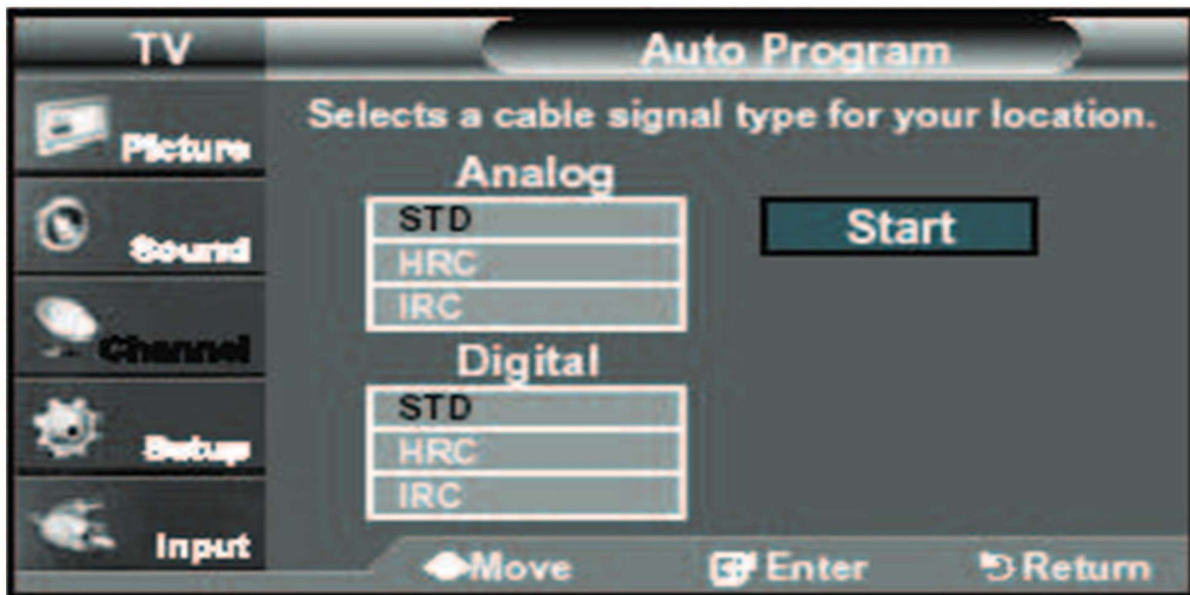 TV
Auto Program
Picture
Sound
Channel
Setup
Input
Selects a cable signal type for your location.
Analog
STD
HRC
IRC
Start
Digital
STD
HRC
IRC
Move
Enter
Return